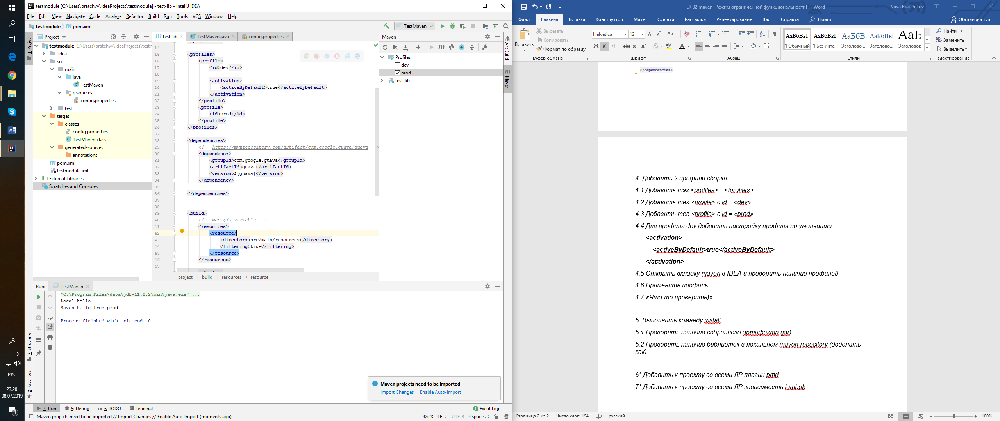 testmodule [C:\Users\bratchvv\IdeaProjects\testmodule] - test-lib - IntelliJ IDEA
File Edit View Navigate Code Analyze Refactor Build Run Tools VCS Window Help
testmodule pom.xml
TestMaven
1: Project
Project
testmodule C:\Users\bratchvv\IdeaProjects\testn
.idea
src
main
java
TestMaven
resources
config.properties
test
target
classes
config.properties
TestMaven.class
generated-sources
annotations
pom.xml
testmodule.iml
External Libraries
Scratches and Consoles
test-lib TestMaven.java config.properties
14
15 <profiles>
16 <profile>
17 <id>dev</id>
18
19 <activation>
20 <activeByDefault>true</activeByDefault>
21 </activation>
22 </profile>
23 <profile>
24 <id>prod</id>
25 </profile>
26 </profiles>
27
28 <dependencies>
29 <!-- https://mvnrepository.com/artifact/com.google.guava/guava -->
30 <dependency>
31 <groupId>com.google.guava</groupId>
32 <artifactId>guava</artifactId>
33 <version>${guava}</version>
34 </dependency>
35
36 </dependencies>
37
38
39 <build>
40 <!-- map ${} variable -->
41 <resources>
42 <resource>
43 <directory>src/main/resources</directory>
44 <filtering>true</filtering>
45 </resource>
46 </resources>
47
project build resources resource
Maven
Profiles
dev
prod
test-lib
Ant Build
Maven
Run: TestMaven
"C:\Program Files\Java\jdk-11.0.2\bin\java.exe" ...
Local hello
Maven hello from prod
Process finished with exit code 0
7: Structure
2: Favorites
Maven projects need to be imported
Import Changes Enable Auto-Import
4: Run 5: Debug 6: TODO Terminal
1 Event Log
Maven projects need to be imported // Import Changes // Enable Auto-Import (moments ago)
42:23 LF UTF-8 4 spaces
РУС
23:20
08.07.2019
1
LR 32 maven [Режим ограниченной функциональности] - Word
Vova Bratchikov
Файл Главная Вставка Конструктор Макет Ссылки Рассылки Рецензирование Вид Справка Поиск
Общий доступ
Вставить
Вырезать
Копировать
Формат по образцу
Буфер обмена
Helvetica 12 Aa
Ж К Ч abc x₂ x²
Шрифт
Абзац
АаБбВвГ АаБбВвГ АаБбВ АаБбВвІ Aab
¶ Обычный ¶ Без инте... Заголово... Заголово... Заголовок
Стили
Найти
Заменить
Выделить
Редактирование
</dependencies>
4. Добавить 2 профиля сборки
4.1 Добавить тэг <profiles>…</profiles>
4.2 Добавить тег <profile> с id = «dev»
4.3 Добавить тег <profile> с id = «prod»
4.4 Для профиля dev добавить настройку профиля по умолчанию
<activation>
<activeByDefault>true</activeByDefault>
</activation>
4.5 Открыть вкладку maven в IDEA и проверить наличие профилей
4.6 Применить профиль
4.7 «Что-то проверить)»
5. Выполнить команду install
5.1 Проверить наличие собранного артифакта (jar)
5.2 Проверить наличие библиотек в локальном maven-repository (доделать
как)
6* Добавить к проекту со всеми ЛР плагин pmd
7* Добавить к проекту со всеми ЛР зависимость lombok
Страница 2 из 2 Число слов: 194 русский
100%